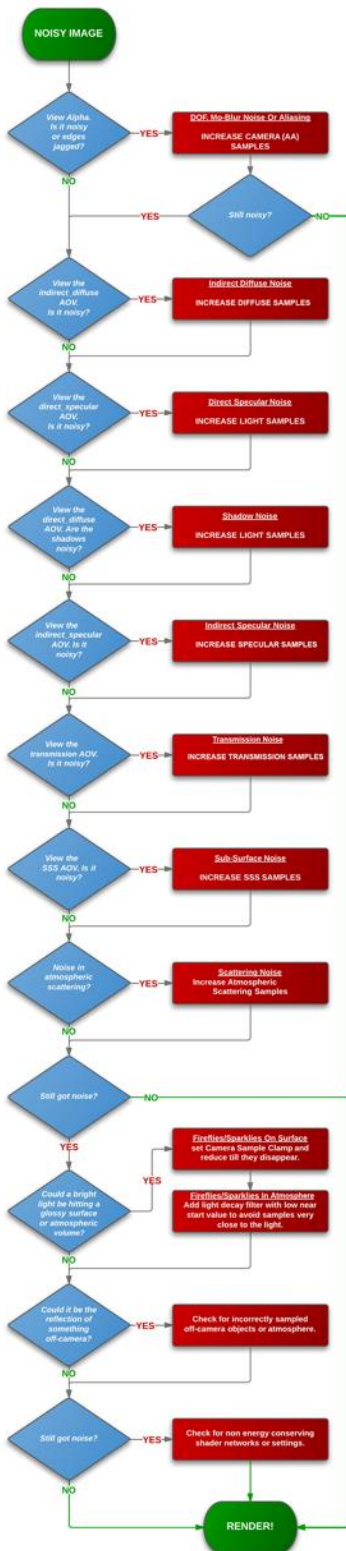 NOISY IMAGE
View Alpha.
Is it noisy
or edges
jagged?
YES
DOF, Mo-Blur Noise Or Aliasing
INCREASE CAMERA (AA)
SAMPLES
NO
YES
Still noisy?
NO
View the
indirect_diffuse
AOV.
Is it noisy?
YES
Indirect Diffuse Noise
INCREASE DIFFUSE SAMPLES
NO
View the
direct_specular
AOV.
Is it noisy?
YES
Direct Specular Noise
INCREASE LIGHT SAMPLES
NO
View the
direct_diffuse
AOV. Are the
shadows
noisy?
YES
Shadow Noise
INCREASE LIGHT SAMPLES
NO
View the
indirect_specular
AOV. Is it
noisy?
YES
Indirect Specular Noise
INCREASE SPECULAR SAMPLES
NO
View the
transmission AOV.
Is it noisy?
YES
Transmission Noise
INCREASE TRANSMISSION SAMPLES
NO
View the
SSS AOV. Is it
noisy?
YES
Sub-Surface Noise
INCREASE SSS SAMPLES
NO
Noise in
atmospheric
scattering?
YES
Scattering Noise
Increase Atmospheric
Scattering Samples
NO
Still got noise?
NO
YES
Fireflies/Sparklies On Surface
set Camera Sample Clamp and
reduce till they disappear.
YES
Could a bright
light be hitting a
glossy surface
or atmospheric
volume?
Fireflies/Sparklies In Atmosphere
Add light decay filter with low near
start value to avoid samples very
close to the light.
NO
Could it be the
reflection of
something
off-camera?
YES
Check for incorrectly sampled
off-camera objects or atmosphere.
NO
Still got noise?
YES
Check for non energy conserving
shader networks or settings.
NO
RENDER!